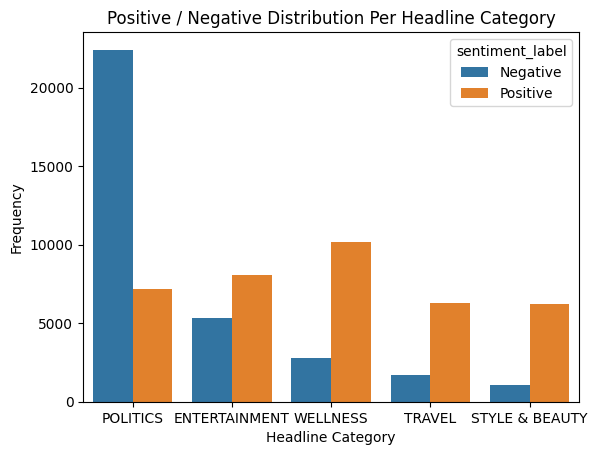 Positive / Negative Distribution Per Headline Category
sentiment_label
Negative
Positive
Frequency
20000
15000
10000
5000
0
POLITICS ENTERTAINMENT WELLNESS TRAVEL STYLE & BEAUTY
Headline Category